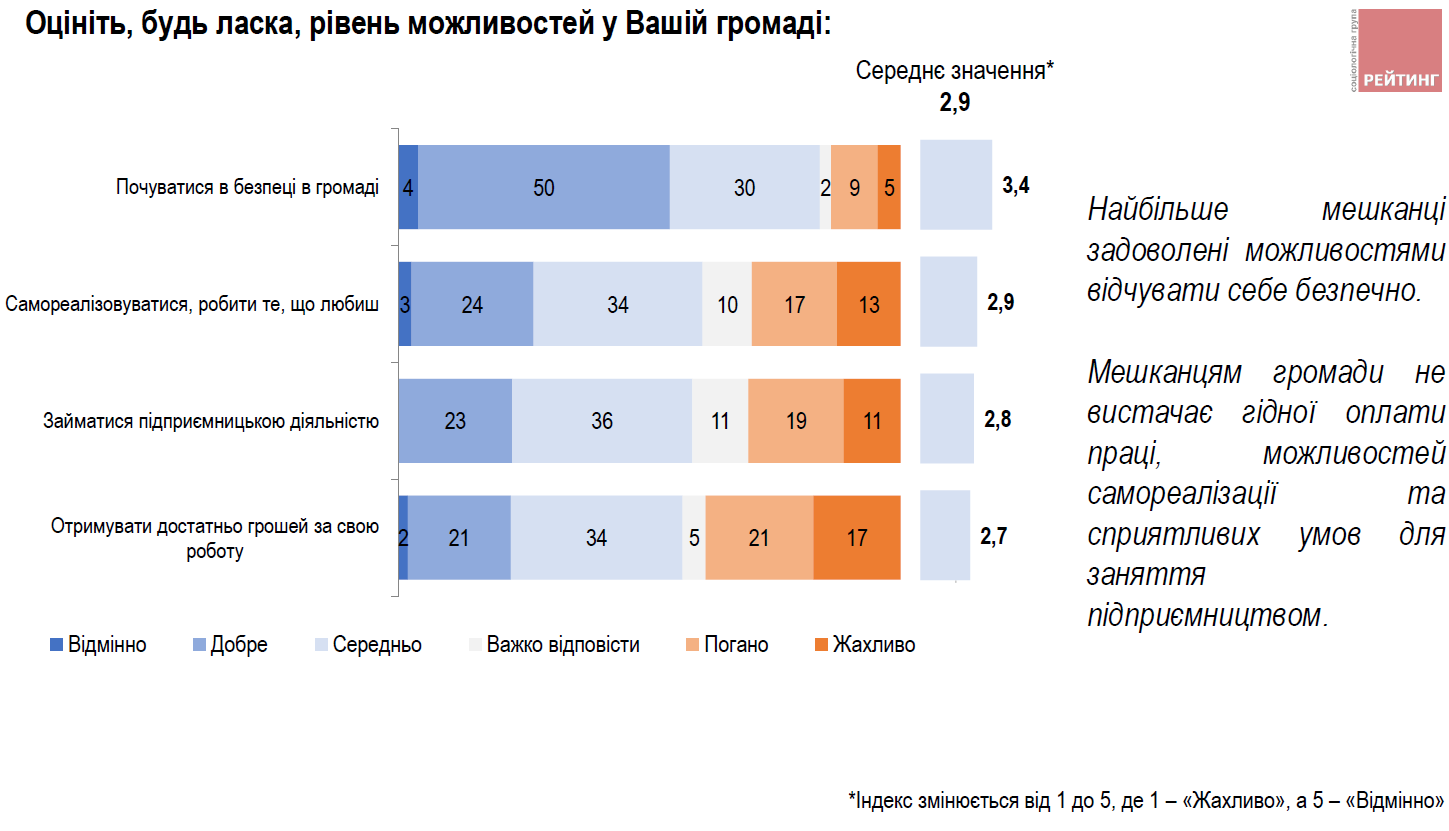 Оцініть, будь ласка, рівень можливостей у Вашій громаді:
соціологічна група
РЕЙТИНГ
Середнє значення*
2,9
Почуватися в безпеці в громаді
4 50 30 2 9 5 3,4
Самореалізовуватися, робити те, що любиш
3 24 34 10 17 13 2,9
Займатися підприємницькою діяльністю
23 36 11 19 11 2,8
Отримувати достатньо грошей за свою
роботу
2 21 34 5 21 17 2,7
Відмінно Добре Середньо Важко відповісти Погано Жахливо
Найбільше мешканці
задоволені можливостями
відчувати себе безпечно.
Мешканцям громади не
вистачає гідної оплати
праці, можливостей
самореалізації та
сприятливих умов для
заняття
підприємництвом.
*Індекс змінюється від 1 до 5, де 1 – «Жахливо», а 5 – «Відмінно»